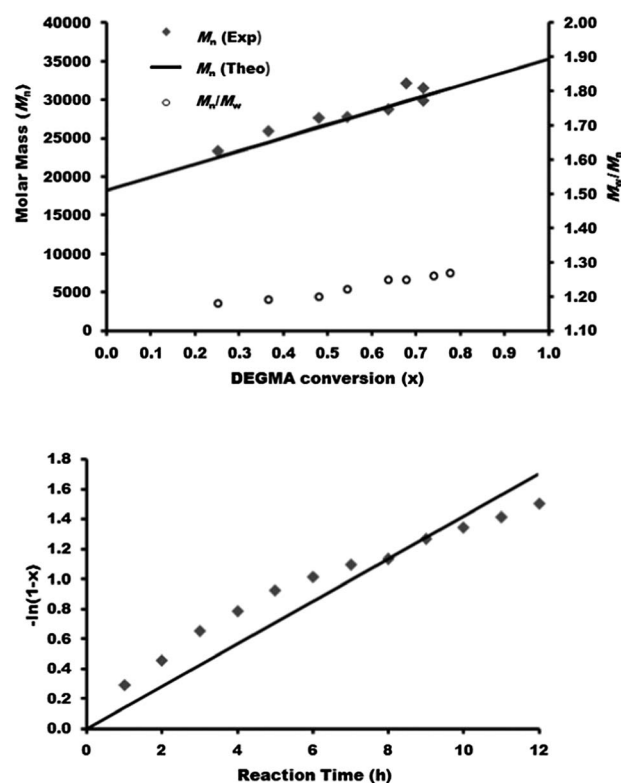 40000
35000
30000
25000
20000
15000
10000
5000
0
Molar Mass (Mn)
Mn (Exp)
Mn (Theo)
Mn/Mw
2.00
1.90
1.80
1.70
1.60
1.50
1.40
1.30
1.20
1.10
Mw/Mn
0.0 0.1 0.2 0.3 0.4 0.5 0.6 0.7 0.8 0.9 1.0
DEGMA conversion (x)
1.8
1.6
1.4
1.2
1.0
0.8
0.6
0.4
0.2
0.0
-ln(1-x)
0 2 4 6 8 10 12
Reaction Time (h)